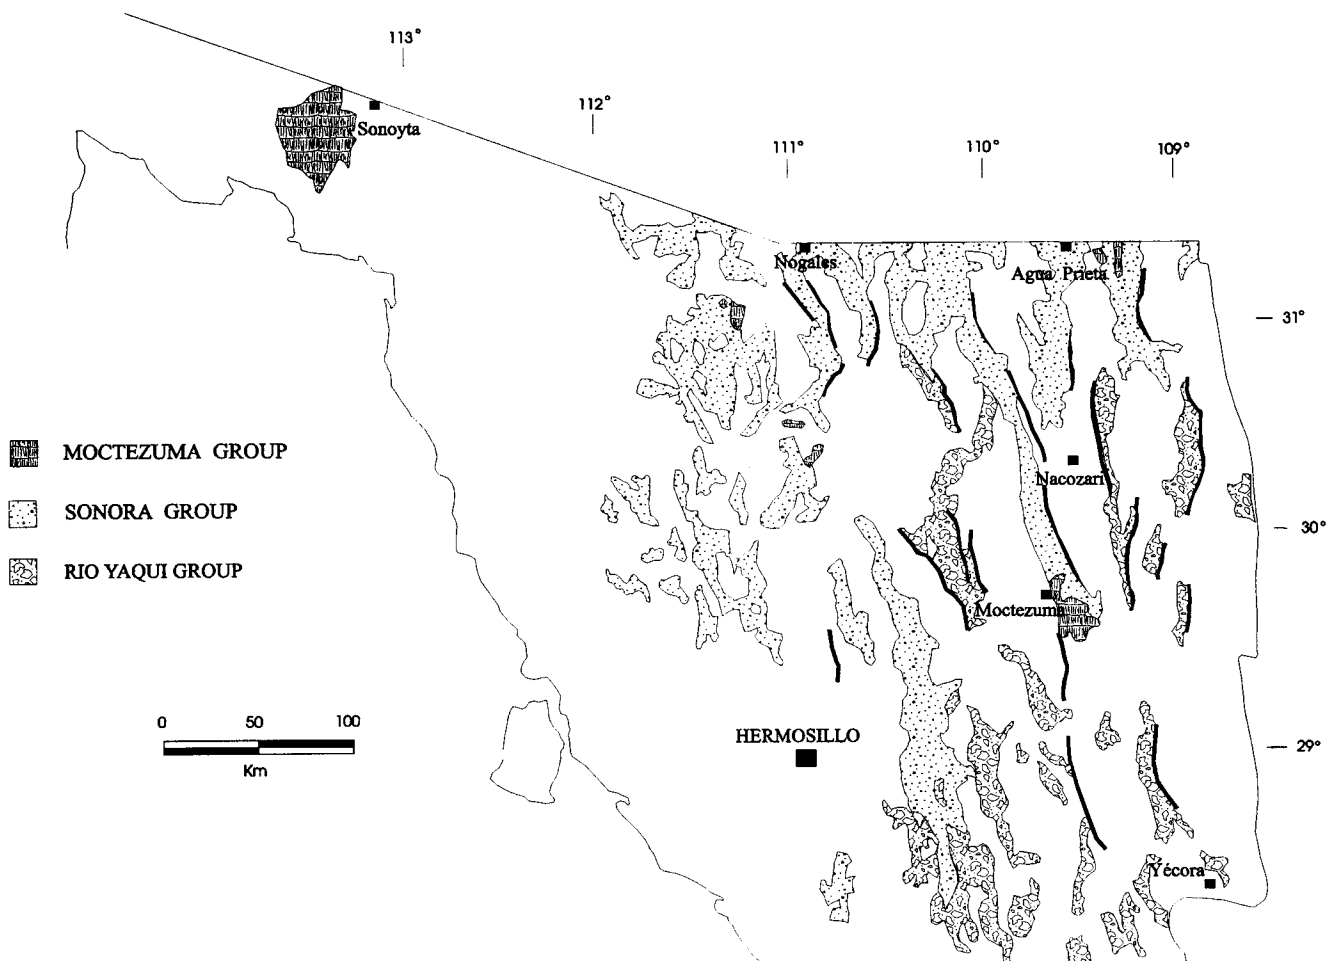 113°
112°
111°
110°
109°
Sonoyta
Nogales
Agua Prieta
31°
MOCTEZUMA GROUP
Nacozari
SONORA GROUP
30°
RIO YAQUI GROUP
Moctezuma
0 50 100
Km
HERMOSILLO
29°
Yécora